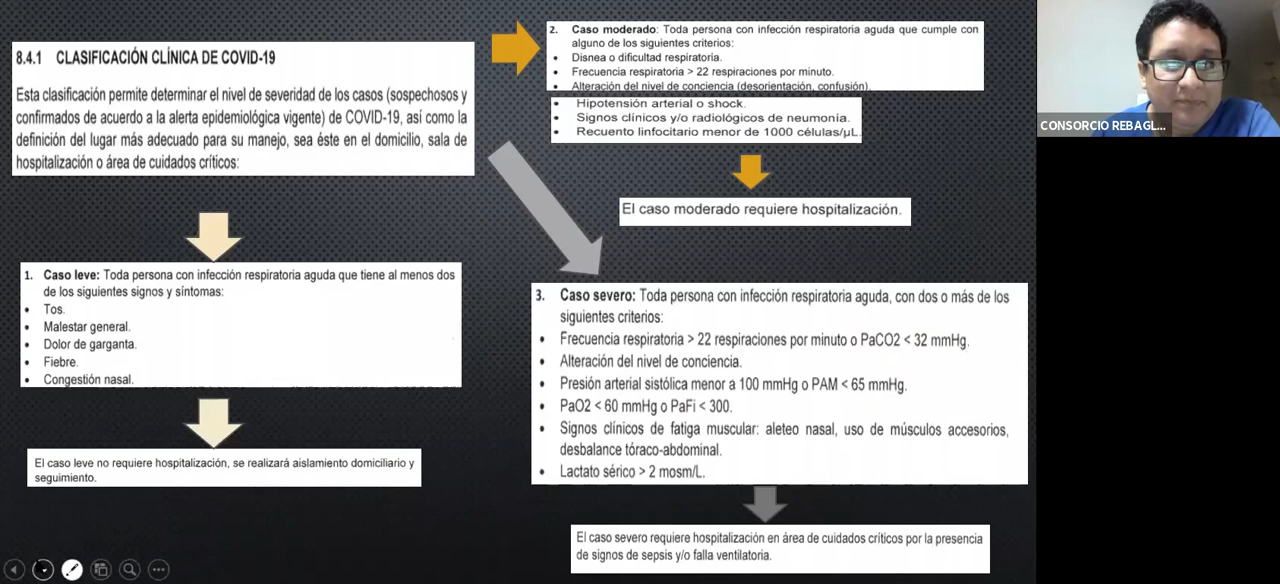 8.4.1 CLASIFICACIÓN CLÍNICA DE COVID-19
Esta clasificación permite determinar el nivel de severidad de los casos (sospechosos y
confirmados de acuerdo a la alerta epidemiológica vigente) de COVID-19, así como la
definición del lugar más adecuado para su manejo, sea éste en el domicilio, sala de
hospitalización o área de cuidados críticos:
1. Caso leve: Toda persona con infección respiratoria aguda que tiene al menos dos
de los siguientes signos y síntomas:
• Tos.
• Malestar general.
• Dolor de garganta.
• Fiebre.
• Congestión nasal.
El caso leve no requiere hospitalización, se realizará aislamiento domiciliario y
seguimiento.
2. Caso moderado: Toda persona con infección respiratoria aguda que cumple con
alguno de los siguientes criterios:
• Disnea o dificultad respiratoria.
• Frecuencia respiratoria > 22 respiraciones por minuto.
• Alteración del nivel de conciencia (desorientación, confusión).
• Hipotensión arterial o shock.
• Signos clínicos y/o radiológicos de neumonía.
• Recuento linfocitario menor de 1000 células/µL.
El caso moderado requiere hospitalización.
3. Caso severo: Toda persona con infección respiratoria aguda, con dos o más de los
siguientes criterios:
• Frecuencia respiratoria > 22 respiraciones por minuto o PaCO2 < 32 mmHg.
• Alteración del nivel de conciencia.
• Presión arterial sistólica menor a 100 mmHg o PAM < 65 mmHg.
• PaO2 < 60 mmHg o PaFi < 300.
• Signos clínicos de fatiga muscular: aleteo nasal, uso de músculos accesorios,
desbalance tóraco-abdominal.
• Lactato sérico > 2 mosm/L.
El caso severo requiere hospitalización en área de cuidados críticos por la presencia
de signos de sepsis y/o falla ventilatoria.
CONSORCIO REBAGL...